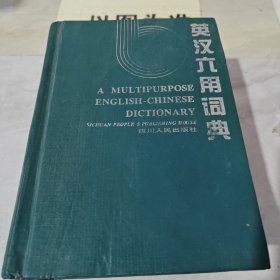 英汉六用词典
A MULTIPURPOSE
ENGLISH-CHINESE
DICTIONARY
SICHUAN PEOPLE'S PUBLISHING HOUSE
四川人民出版社